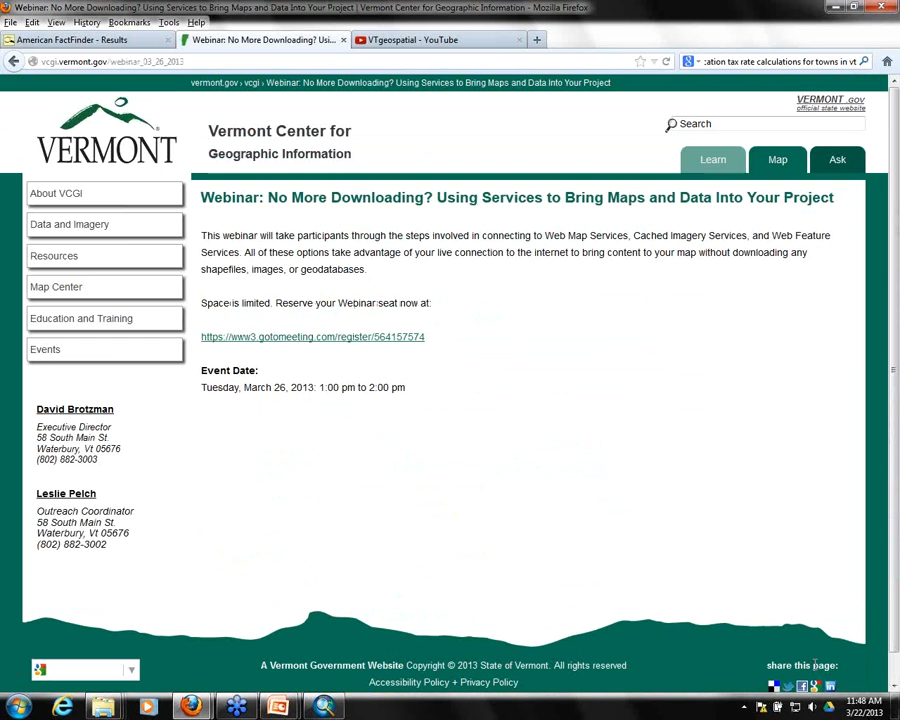 Webinar: No More Downloading? Using Services to Bring Maps and Data Into Your Project | Vermont Center for Geographic Information - Mozilla Firefox
File Edit View History Bookmarks Tools Help
American FactFinder - Results
Webinar: No More Downloading? Using Servi...
VTgeospatial - YouTube
vcgi.vermont.gov/webinar_03_26_2013
:ation tax rate calculations for towns in vt
vermont.gov › vcgi › Webinar: No More Downloading? Using Services to Bring Maps and Data Into Your Project
VERMONT
Vermont Center for
Geographic Information
VERMONT.GOV
official state website
Search
Learn Map Ask
About VCGI
Data and Imagery
Resources
Map Center
Education and Training
Events
David Brotzman
Executive Director
58 South Main St.
Waterbury, Vt 05676
(802) 882-3003
Leslie Pelch
Outreach Coordinator
58 South Main St.
Waterbury, Vt 05676
(802) 882-3002
Webinar: No More Downloading? Using Services to Bring Maps and Data Into Your Project
This webinar will take participants through the steps involved in connecting to Web Map Services, Cached Imagery Services, and Web Feature
Services. All of these options take advantage of your live connection to the internet to bring content to your map without downloading any
shapefiles, images, or geodatabases.
Space is limited. Reserve your Webinar seat now at:
https://www3.gotomeeting.com/register/564157574
Event Date:
Tuesday, March 26, 2013: 1:00 pm to 2:00 pm
A Vermont Government Website Copyright © 2013 State of Vermont. All rights reserved
Accessibility Policy + Privacy Policy
share this page:
11:48 AM
3/22/2013